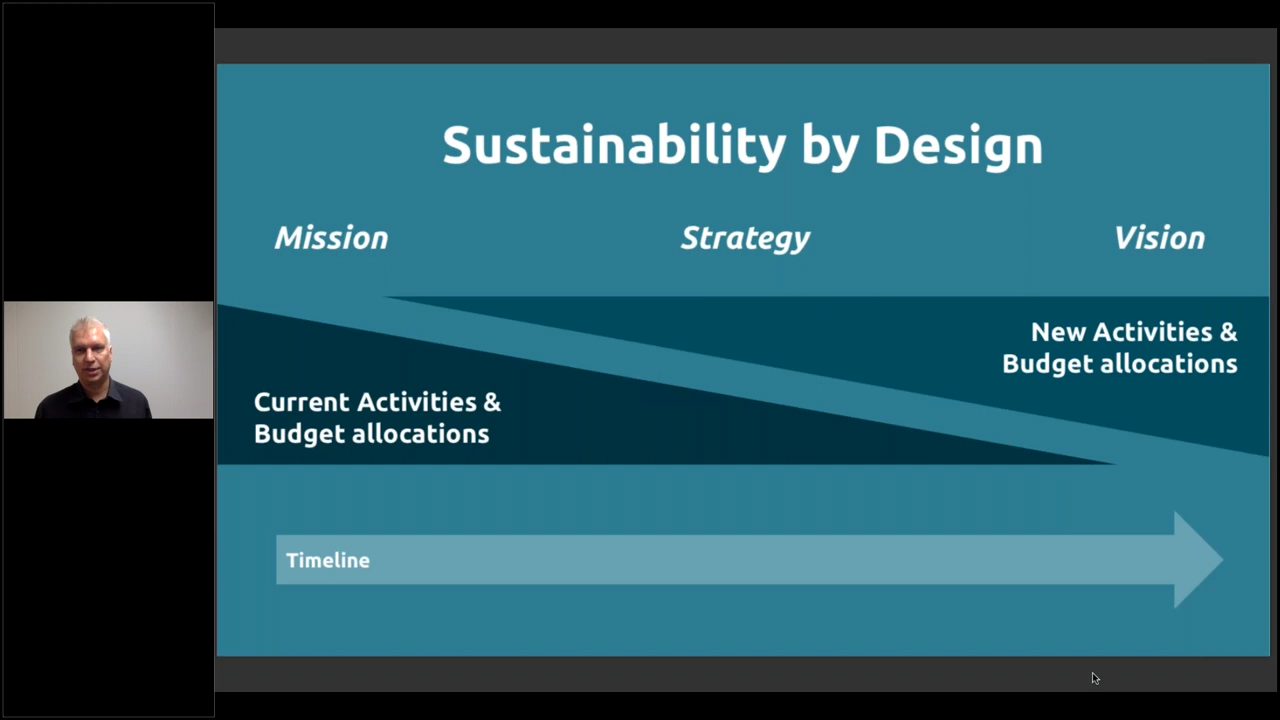 Sustainability by Design
Mission
Strategy
Vision
New Activities &
Budget allocations
Current Activities &
Budget allocations
Timeline